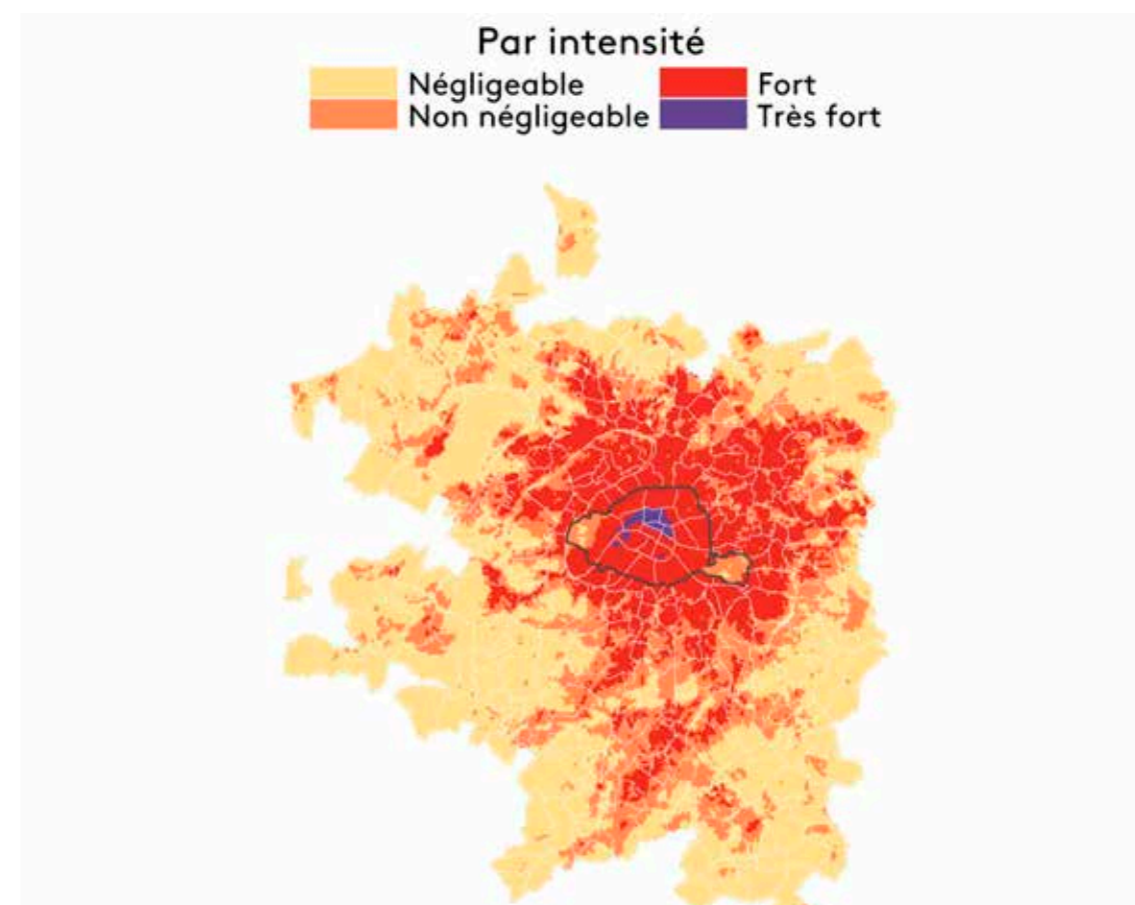 Par intensité
Négligeable
Fort
Non négligeable
Très fort